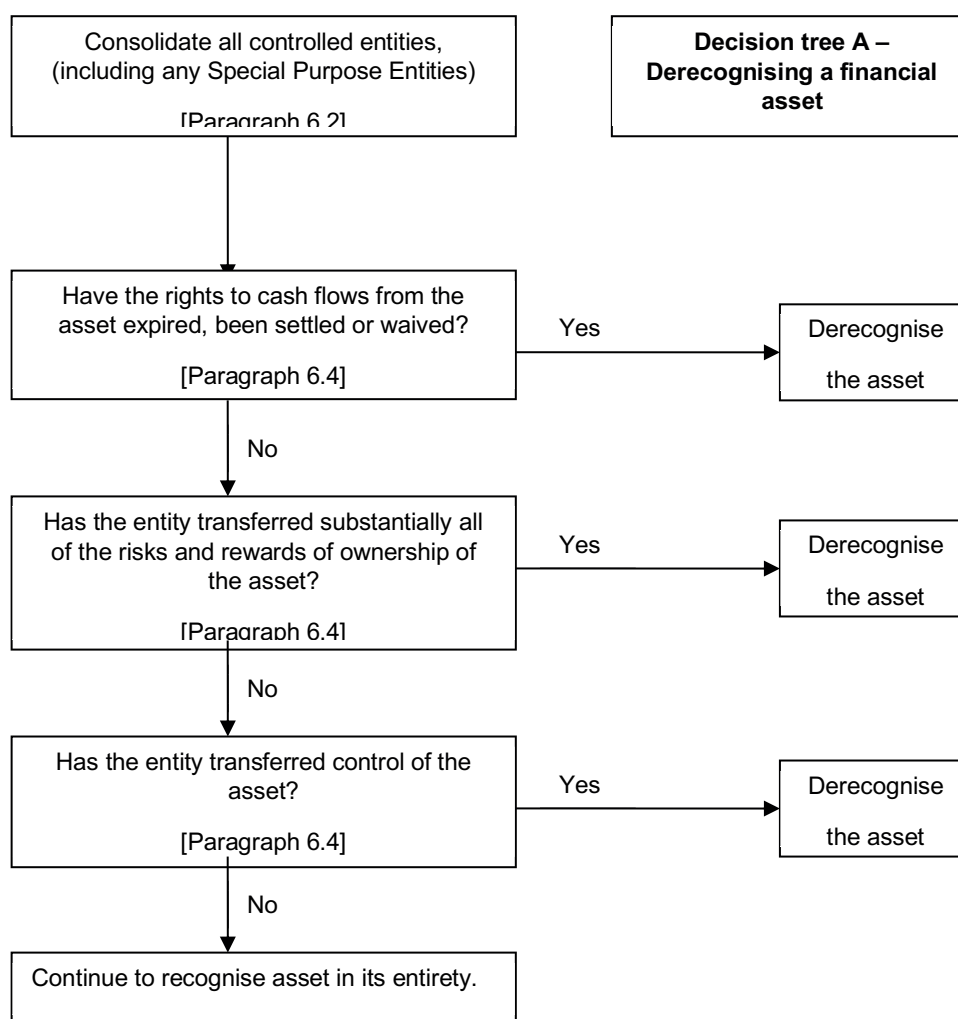 Consolidate all controlled entities,
(including any Special Purpose Entities)
[Paragraph 6.2]
Decision tree A –
Derecognising a financial
asset
Have the rights to cash flows from the
asset expired, been settled or waived?
[Paragraph 6.4]
Yes
Derecognise
the asset
No
Has the entity transferred substantially all
of the risks and rewards of ownership of
the asset?
[Paragraph 6.4]
Yes
Derecognise
the asset
No
Has the entity transferred control of the
asset?
[Paragraph 6.4]
Yes
Derecognise
the asset
No
Continue to recognise asset in its entirety.